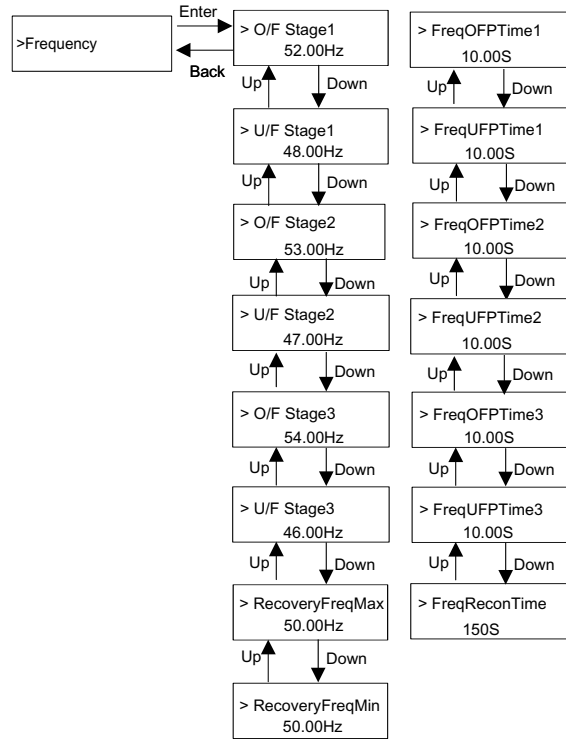 >Frequency
Enter
Back
> O/F Stage1
52.00Hz
Up
Down
> U/F Stage1
48.00Hz
Up
Down
> O/F Stage2
53.00Hz
Up
Down
> U/F Stage2
47.00Hz
Up
Down
> O/F Stage3
54.00Hz
Up
Down
> U/F Stage3
46.00Hz
Up
Down
> RecoveryFreqMax
50.00Hz
Up
Down
> RecoveryFreqMin
50.00Hz
> FreqOFPTime1
10.00S
Up
Down
> FreqUFPTime1
10.00S
Up
Down
> FreqOFPTime2
10.00S
Up
Down
> FreqUFPTime2
10.00S
Up
Down
> FreqOFPTime3
10.00S
Up
Down
> FreqUFPTime3
10.00S
Up
Down
> FreqReconTime
150S